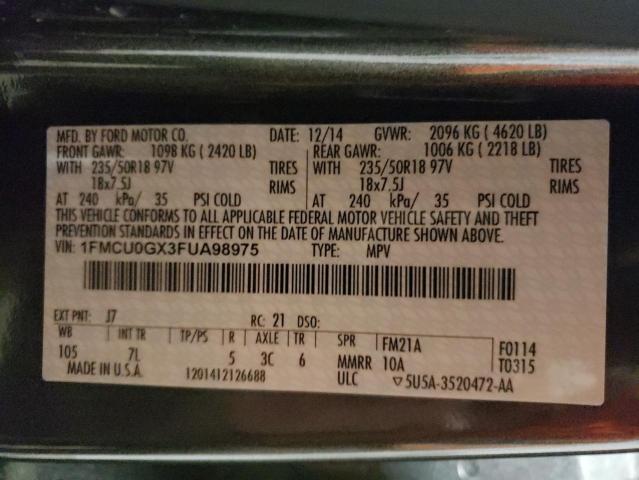 MFD. BY FORD MOTOR CO. DATE: 12/14 GVWR: 2096 KG ( 4620 LB)
FRONT GAWR: 1098 KG ( 2420 LB) REAR GAWR: 1006 KG ( 2218 LB)
WITH 235/50R18 97V TIRES WITH 235/50R18 97V TIRES
18x7.5J RIMS 18x7.5J RIMS
AT 240 kPa/ 35 PSI COLD AT 240 kPa/ 35 PSI COLD
THIS VEHICLE CONFORMS TO ALL APPLICABLE FEDERAL MOTOR VEHICLE SAFETY AND THEFT
PREVENTION STANDARDS IN EFFECT ON THE DATE OF MANUFACTURE SHOWN ABOVE.
VIN: 1FMCU0GX3FUA98975 TYPE: MPV
EXT PNT: J7 RC: 21 DSO:
WB INT TR TP/PS R AXLE TR SPR FM21A F0114
105 7L 5 3C 6 MMRR 10A T0315
MADE IN U.S.A. 1201412126688 ULC ▽5U5A-3520472-AA